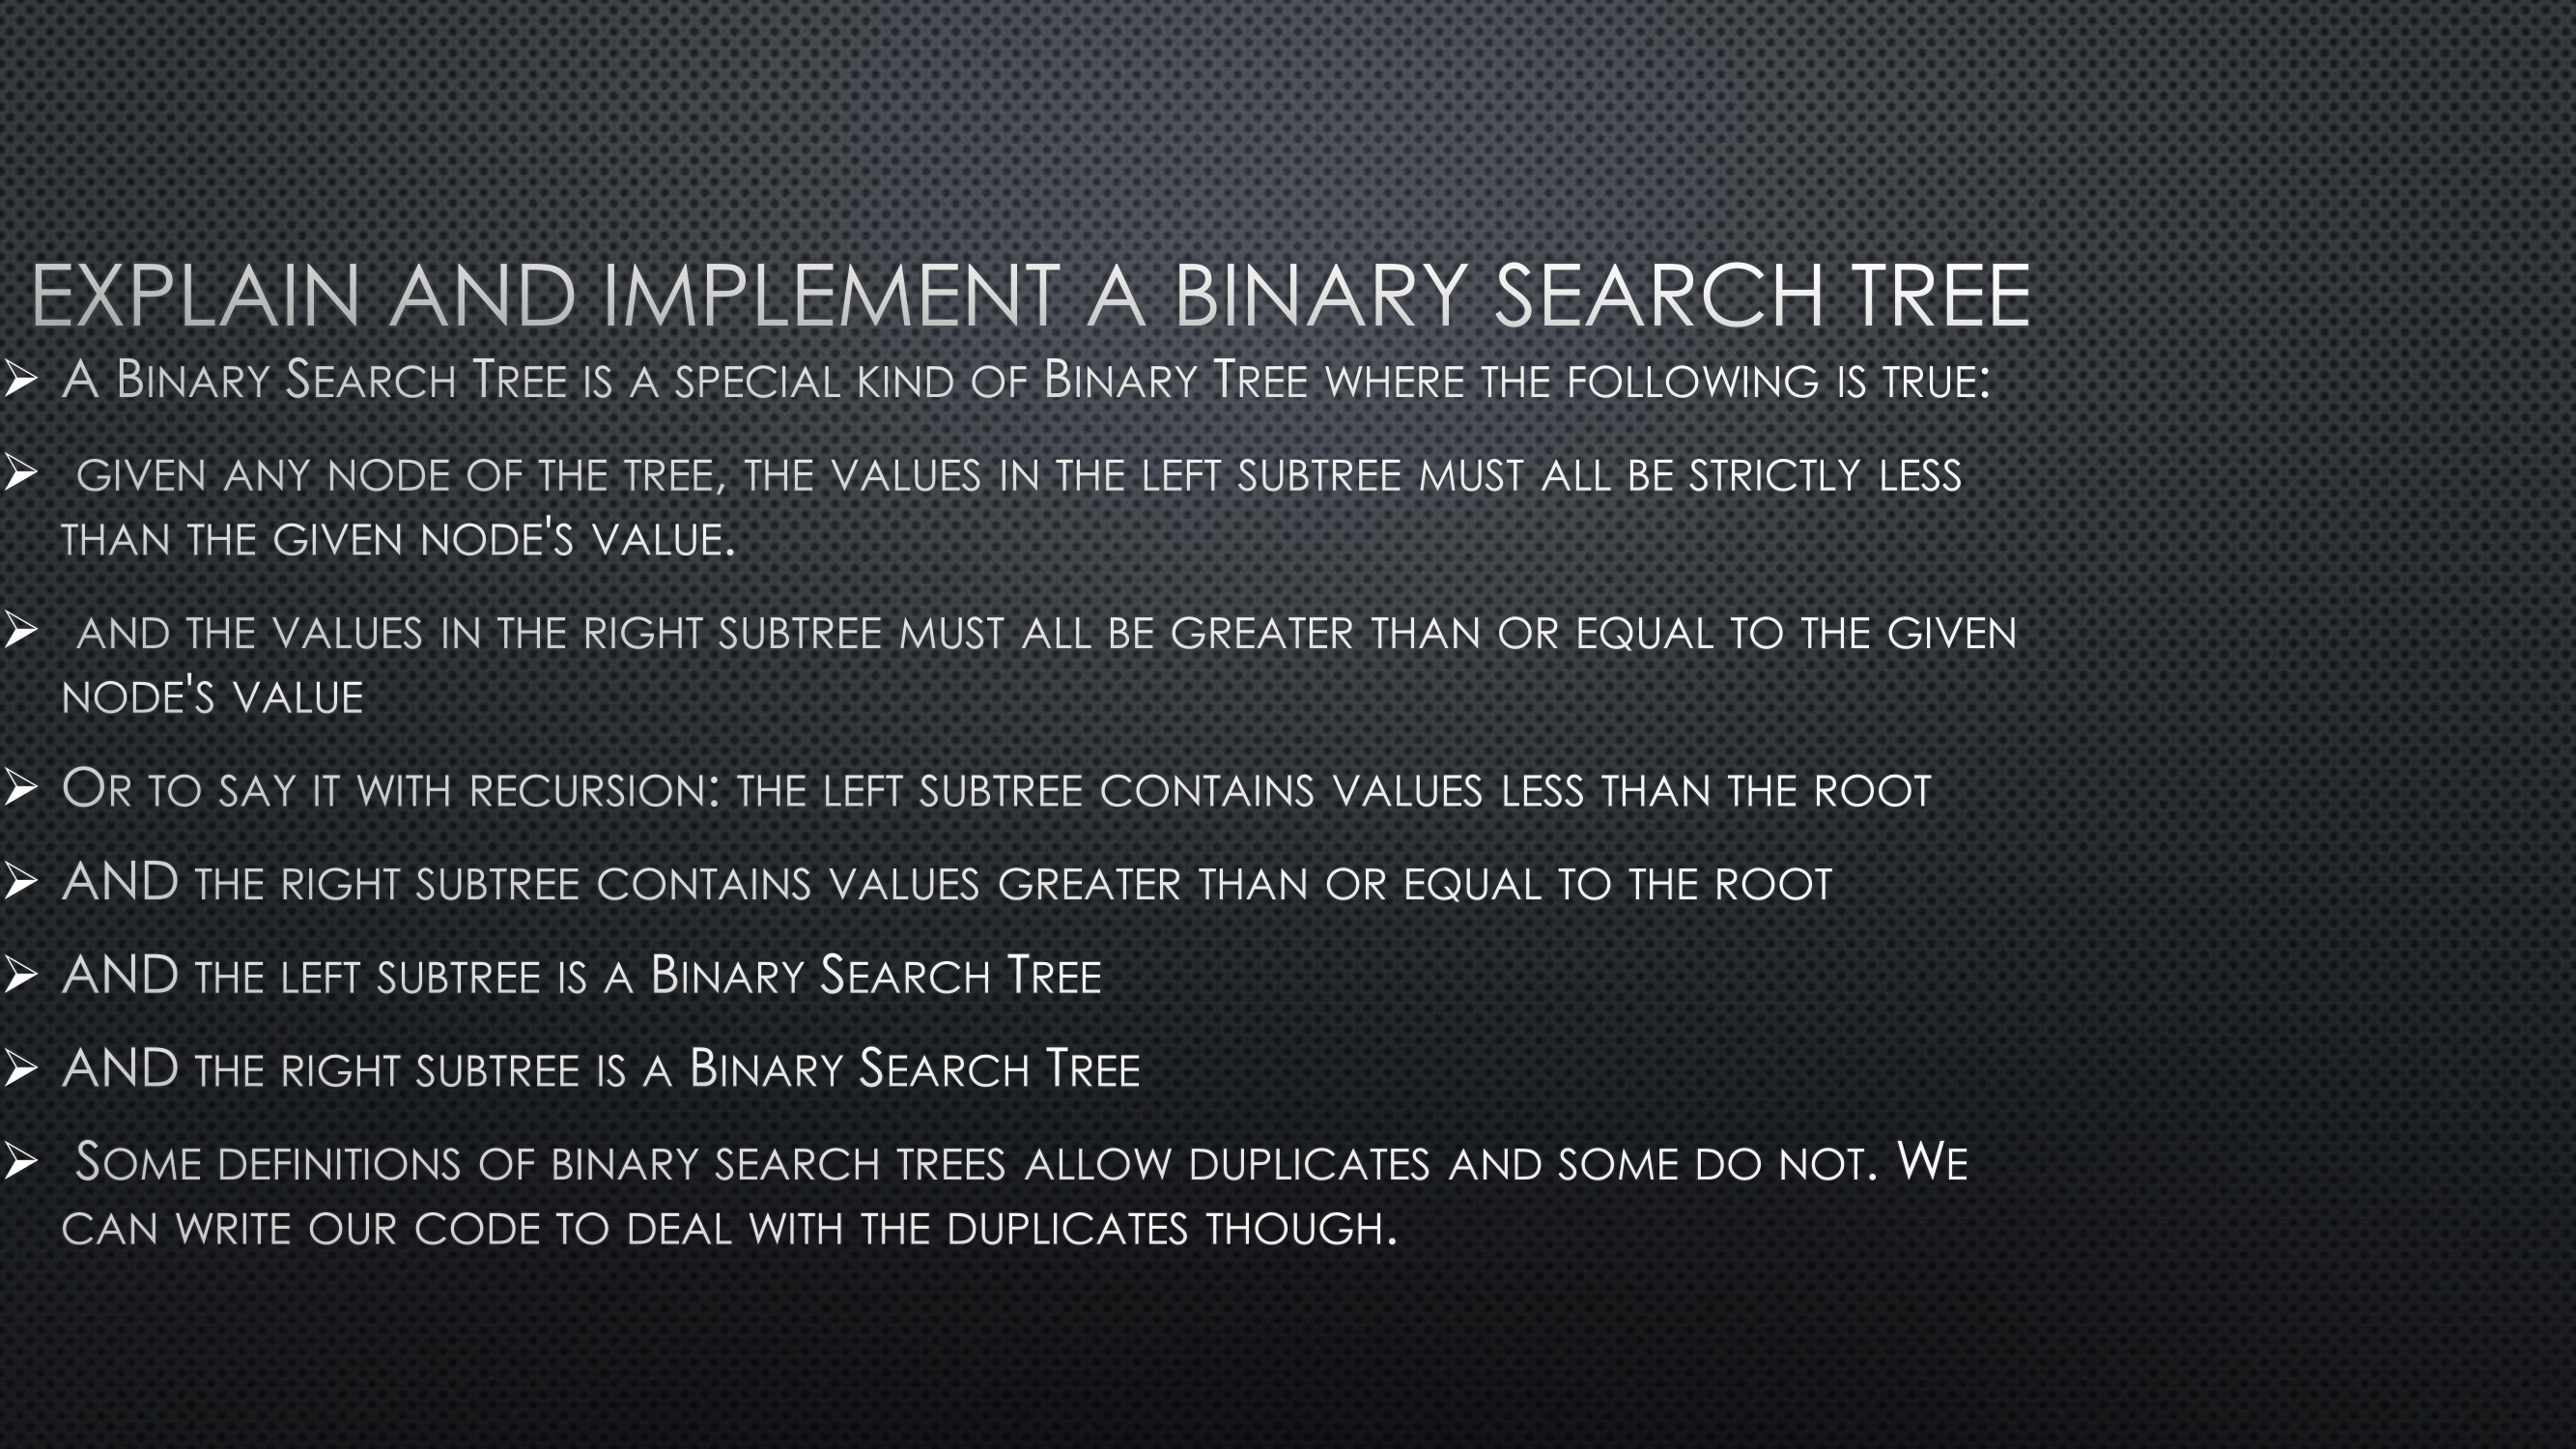 EXPLAIN AND IMPLEMENT A BINARY SEARCH TREE
➢ A Binary Search Tree is a special kind of Binary Tree where the following is true:
➢ given any node of the tree, the values in the left subtree must all be strictly less
than the given node's value.
➢ and the values in the right subtree must all be greater than or equal to the given
node's value
➢ Or to say it with recursion: the left subtree contains values less than the root
➢ AND the right subtree contains values greater than or equal to the root
➢ AND the left subtree is a Binary Search Tree
➢ AND the right subtree is a Binary Search Tree
➢ Some definitions of binary search trees allow duplicates and some do not. We
can write our code to deal with the duplicates though.